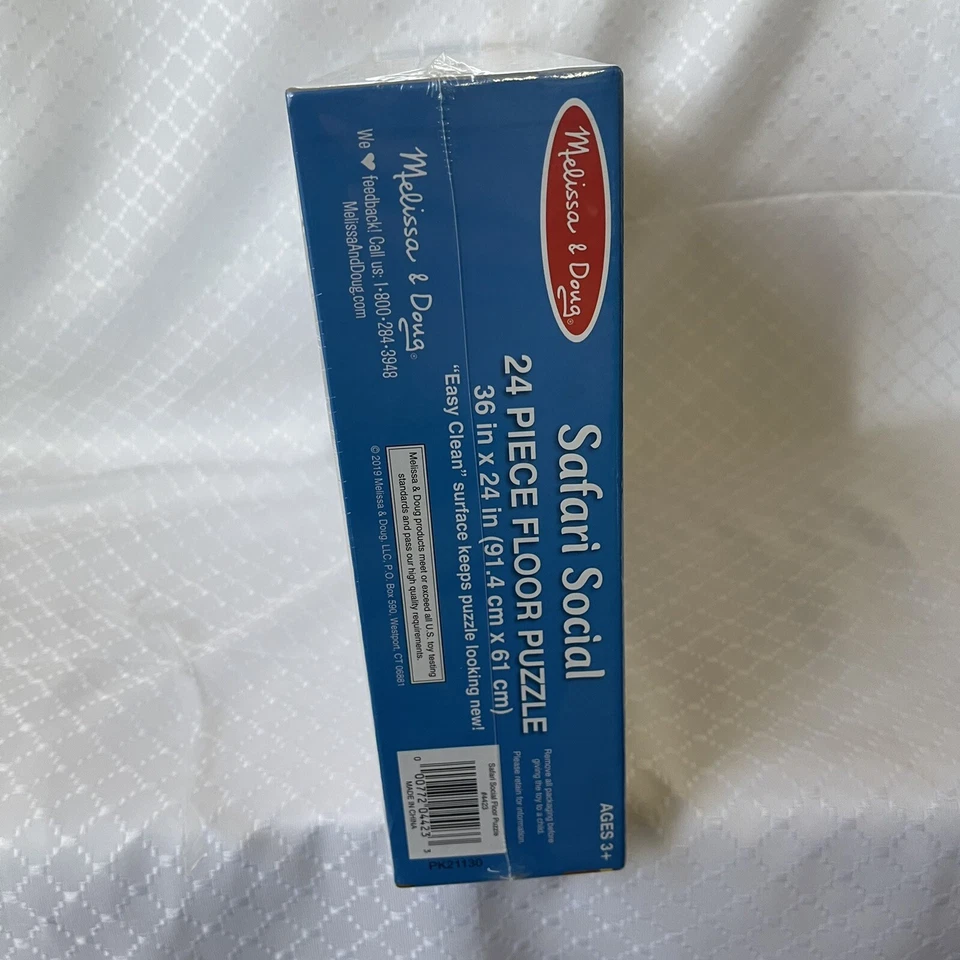 Melissa & Doug®
Safari Social
24 PIECE FLOOR PUZZLE
36 in x 24 in (91.4 cm x 61 cm)
"Easy Clean" surface keeps puzzle looking new!
AGES 3+
Remove all packaging before
giving the toy to a child.
Please retain for information.
Melissa & Doug®
We ♥ feedback! Call us: 1-800-284-3948
MelissaAndDoug.com
Melissa & Doug products meet or exceed all U.S. toy testing
standards and pass our high quality requirements.
© 2019 Melissa & Doug, LLC, P.O. Box 590, Westport, CT 06881
Safari Social Floor Puzzle
#4423
0 00772 04423 3
MADE IN CHINA
PK21130